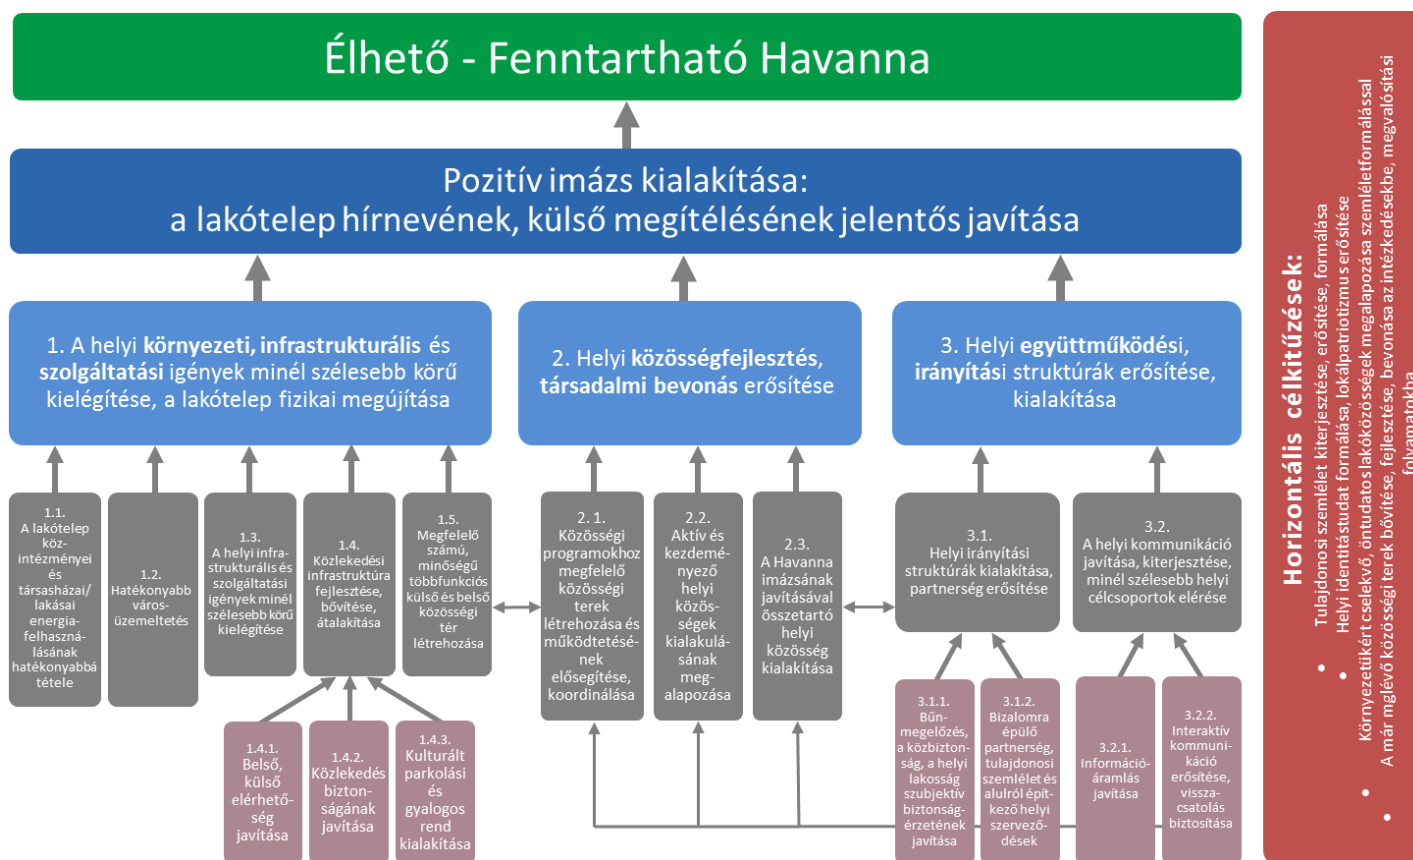 Élhető - Fenntartható Havanna
Pozitív imázs kialakítása:
a lakótelep hírnevének, külső megítélésének jelentős javítása
1. A helyi környezeti, infrastrukturális és
szolgáltatási igények minél szélesebb körű
kielégítése, a lakótelep fizikai megújítása
2. Helyi közösségfejlesztés,
társadalmi bevonás erősítése
3. Helyi együttműködési,
irányítási struktúrák erősítése,
kialakítása
1.1.
A lakótelep
köz-
intézményei
és
társasházai/
lakásai
energia-
felhaszná-
lásának
hatékonyabbá
tétele
1.2.
Hatékonyabb
város-
üzemeltetés
1.3.
A helyi infra-
strukturális és
szolgáltatási
igények minél
szélesebb körű
kielégítése
1.4.
Közlekedési
infrastruktúra
fejlesztése,
bővítése,
átalakítása
1.5.
Megfelelő
számú,
minőségű
többfunkciós
külső és belső
közösségi
tér
létrehozása
2. 1.
Közösségi
programokhoz
megfelelő
közösségi
terek
létrehozása és
működtetésé-
nek
elősegítése,
koordinálása
2.2.
Aktív és
kezdemé-
nyező
helyi
közös-
ségek
kialakulá-
sának
meg-
alapozása
2.3.
A Havanna
imázsának
javításával
összetartó
helyi
közösség
kialakítása
3.1.
Helyi irányítási
struktúrák kialakítása,
partnerség erősítése
3.2.
A helyi kommunikáció
javítása, kiterjesztése,
minél szélesebb helyi
célcsoportok elérése
1.4.1.
Belső,
külső
elérhető-
ség
javítása
1.4.2.
Közlekedés
bizton-
ságának
javítása
1.4.3.
Kulturált
parkolási
és
gyalogos
rend
kialakítása
3.1.1.
Bűn-
megelőzés,
a közbizton-
ság, a helyi
lakosság
szubjektív
biztonság-
érzetének
javítása
3.1.2.
Bizalomra
épülő
partnerség,
tulajdonosi
szemlélet és
alulról épít-
kező helyi
szervező-
dések
3.2.1.
Információ-
áramlás
javítása
3.2.2.
Interaktív
kommuni-
káció
erősítése,
vissza-
csatolás
biztosítása
Horizontális célkitűzések:
• Tulajdonosi szemlélet kiterjesztése, erősítése, formálása
• Helyi identitástudat formálása, lokálpatriotizmus erősítése
• Környezetükért cselekvő, öntudatos lakóközösségek megalapozása szemléletformálással
• A már mglévő közösségi terek bővítése, fejlesztése, bevonása az intézkedésekbe, megvalósítási
folyamatokba